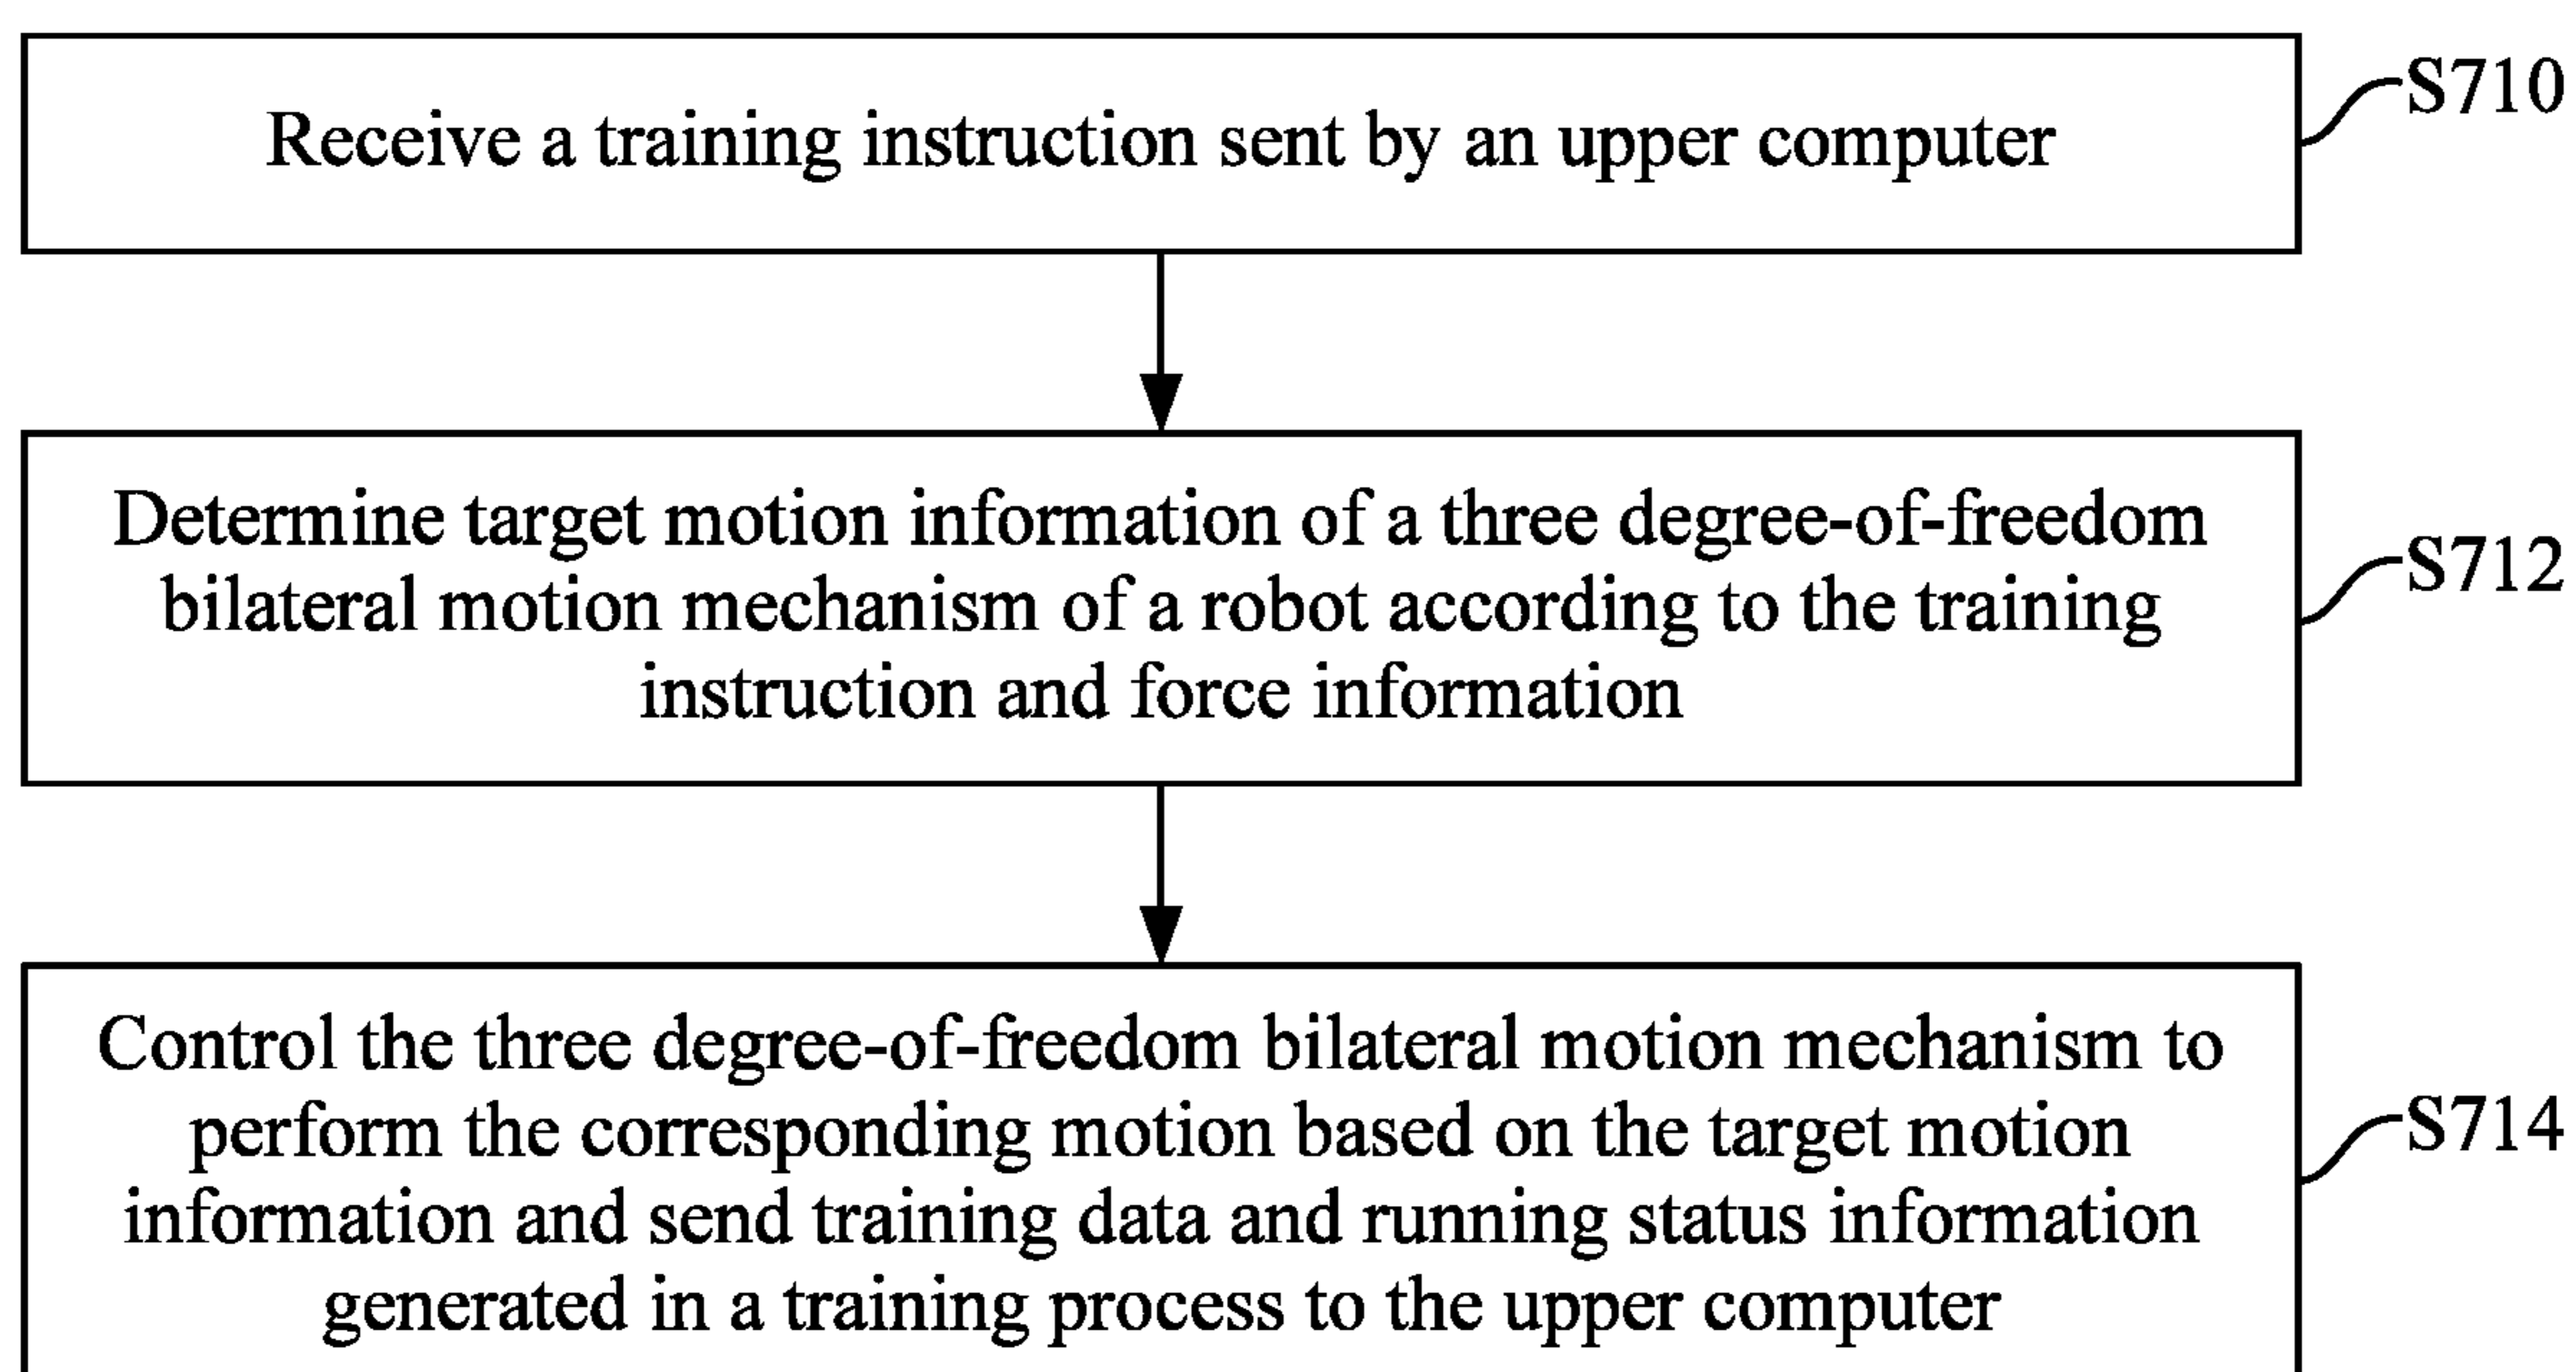 Receive a training instruction sent by an upper computer
S710
Determine target motion information of a three degree-of-freedom
bilateral motion mechanism of a robot according to the training
instruction and force information
S712
Control the three degree-of-freedom bilateral motion mechanism to
perform the corresponding motion based on the target motion
information and send training data and running status information
generated in a training process to the upper computer
S714